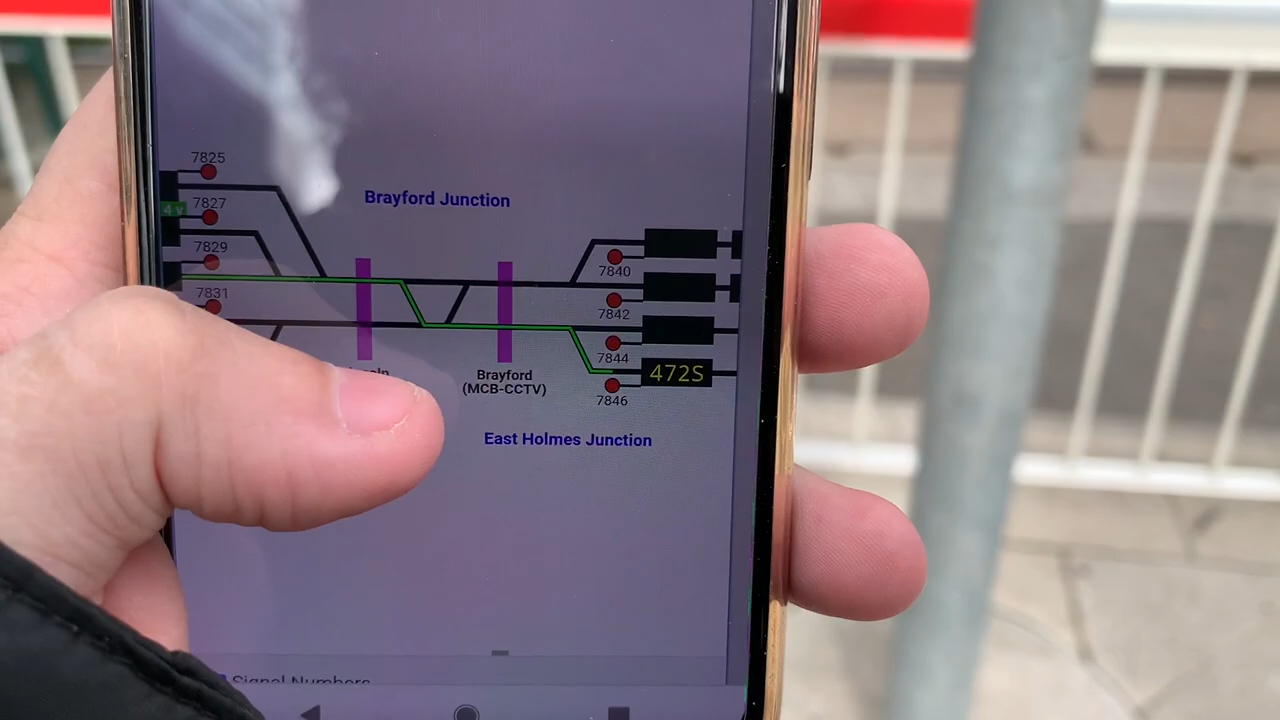 7825
Brayford Junction
7827
7829
7831
7840
7842
7844
472S
7846
Brayford
(MCB-CCTV)
East Holmes Junction
Signal Numbers